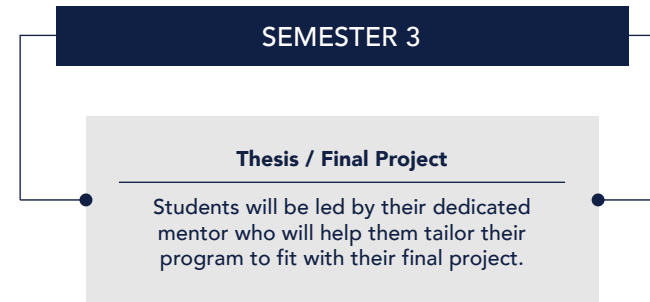 SEMESTER 3
Thesis / Final Project
Students will be led by their dedicated
mentor who will help them tailor their
program to fit with their final project.